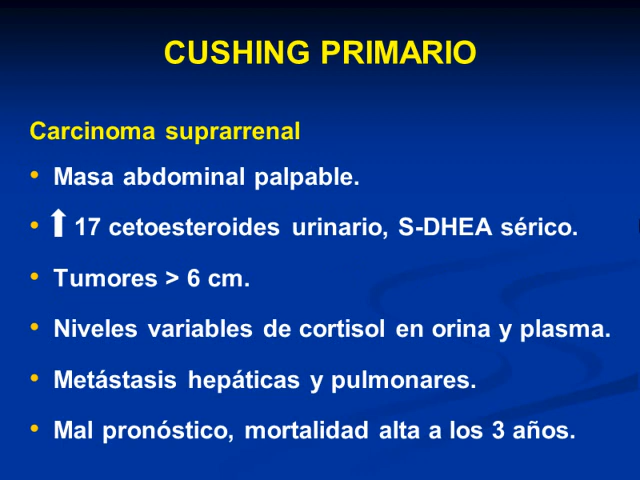 CUSHING PRIMARIO
Carcinoma suprarrenal
• Masa abdominal palpable.
• ⬆ 17 cetoesteroides urinario, S-DHEA sérico.
• Tumores > 6 cm.
• Niveles variables de cortisol en orina y plasma.
• Metástasis hepáticas y pulmonares.
• Mal pronóstico, mortalidad alta a los 3 años.